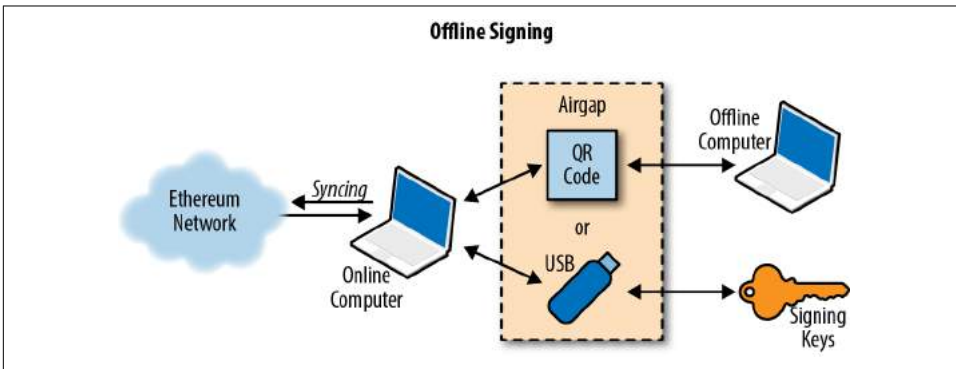 Offline Signing
Airgap
Offline
Computer
QR
Code
Syncing
Ethereum
Network
or
USB
Online
Computer
Signing
Keys